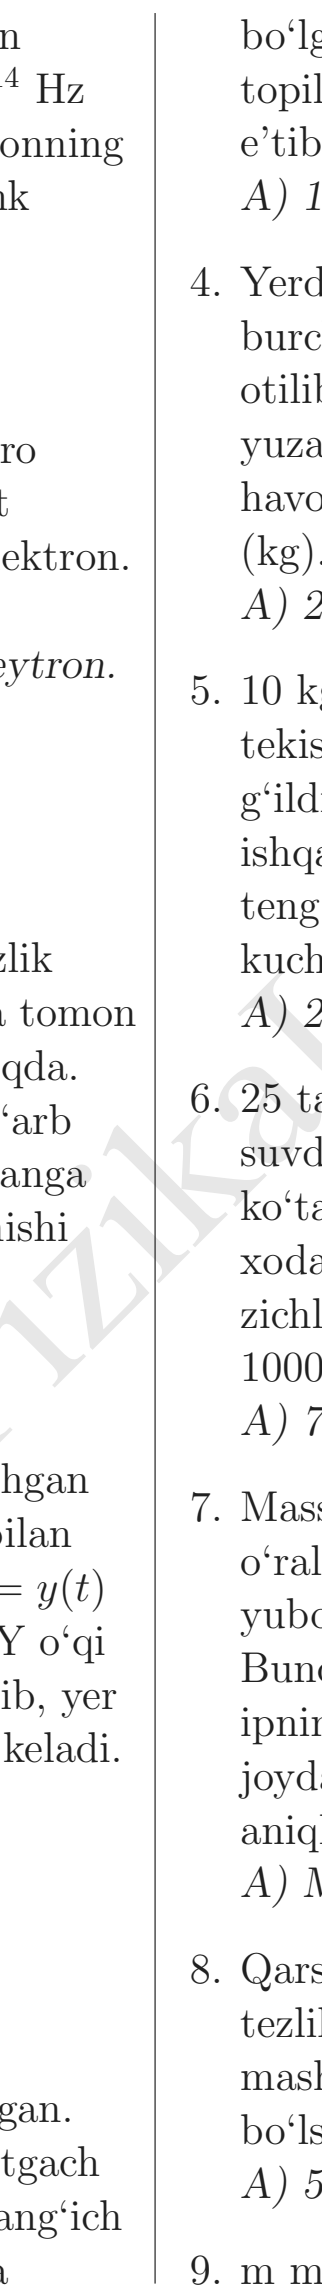 n
14 Hz
onning
nk
ro
t
ektron.
eytron.
zlik
a tomon
qda.
‘arb
anga
nishi
hgan
bilan
= y(t)
Y o‘qi
ib, yer
keladi.
gan.
tgach
ang‘ich
a
bo‘lg
topil
e’tib
A) 1
4. Yerd
burc
otilib
yuza
havo
(kg).
A) 2
5. 10 kg
tekis
g‘ildi
ishqa
teng
kuch
A) 2
6. 25 ta
suvd
ko‘ta
xoda
zichl
1000
A) 7
7. Mass
o‘ral
yubo
Bunc
ipnin
joyda
aniql
A) M
8. Qars
tezlik
mash
bo‘ls
A) 5
9. m m
Fizika